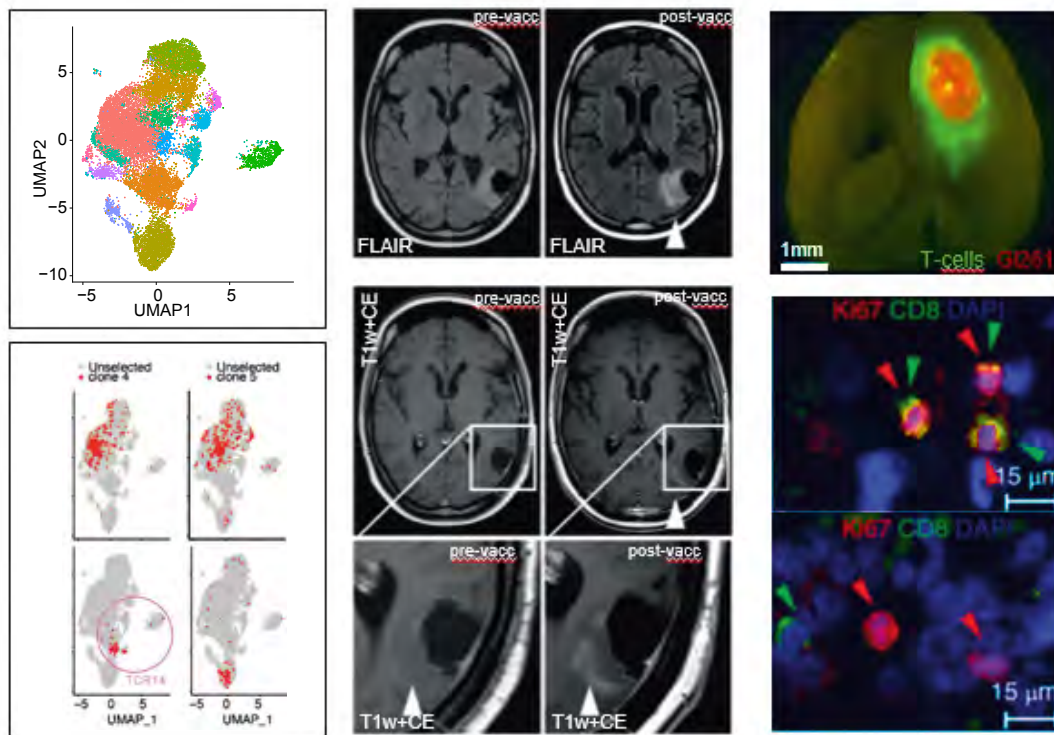 UMAP2
5
0
−5
−10
−5
0
5
UMAP1
Unselected
clone 4
Unselected
clone 5
TCR14
−5 0 5
−5 0 5
UMAP_1
UMAP_1
pre-vacc
FLAIR
post-vacc
FLAIR
T1w+CE
pre-vacc
T1w+CE
post-vacc
pre-vacc
T1w+CE
post-vacc
T1w+CE
1mm
T-cells Gl261
Ki67 CD8 DAPI
15 µm
Ki67 CD8 DAPI
15 µm